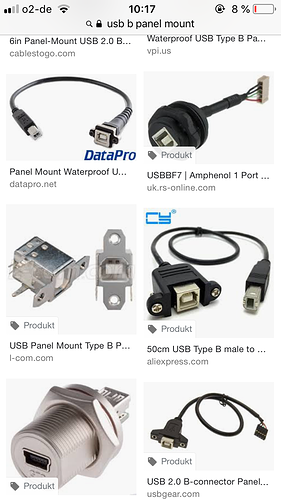 o2-de
10:17
8 %
usb b panel mount
6in Panel-Mount USB 2.0 B...
cablestogo.com
Waterproof USB Type B Pa...
vpi.us
DataPro
Panel Mount Waterproof U...
datapro.net
Produkt
USBBF7 | Amphenol 1 Port ...
uk.rs-online.com
Produkt
USB Panel Mount Type B P...
l-com.com
CY
Produkt
50cm USB Type B male to ...
aliexpress.com
Produkt
Produkt
USB 2.0 B-connector Panel...
usbgear.com